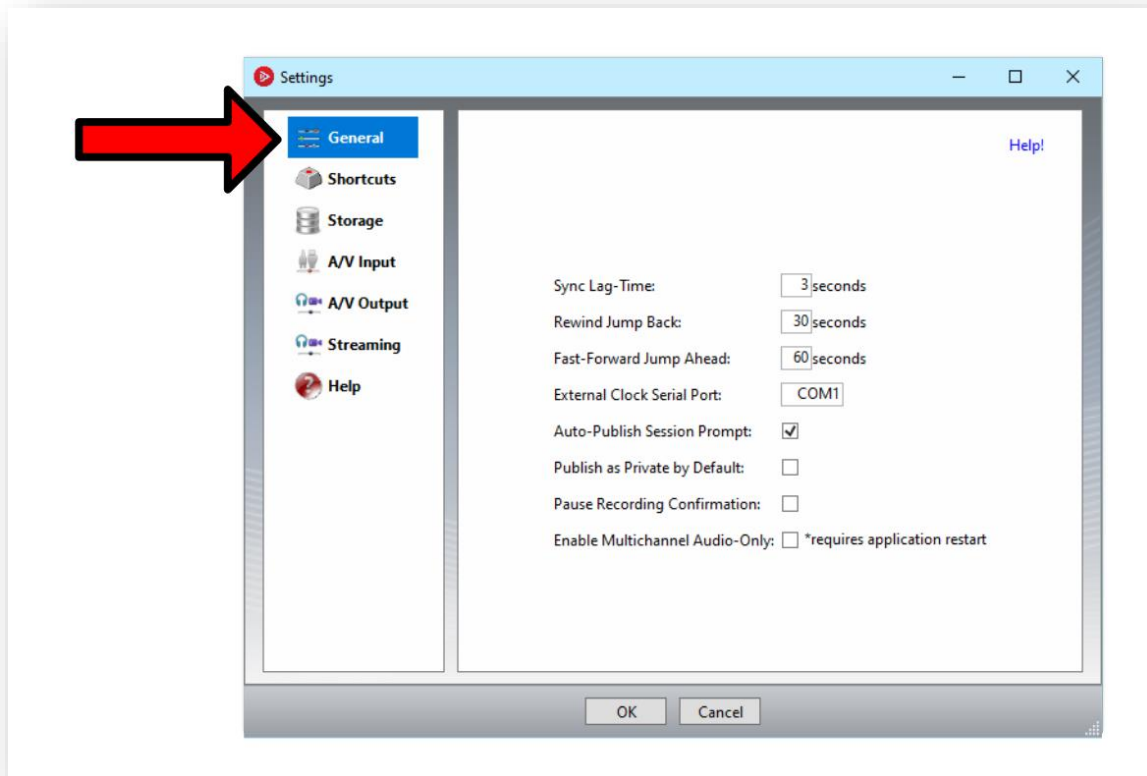 Settings
General
Shortcuts
Storage
A/V Input
A/V Output
Streaming
Help
Help!
Sync Lag-Time: 3 seconds
Rewind Jump Back: 30 seconds
Fast-Forward Jump Ahead: 60 seconds
External Clock Serial Port: COM1
Auto-Publish Session Prompt:
Publish as Private by Default:
Pause Recording Confirmation:
Enable Multichannel Audio-Only: *requires application restart
OK Cancel